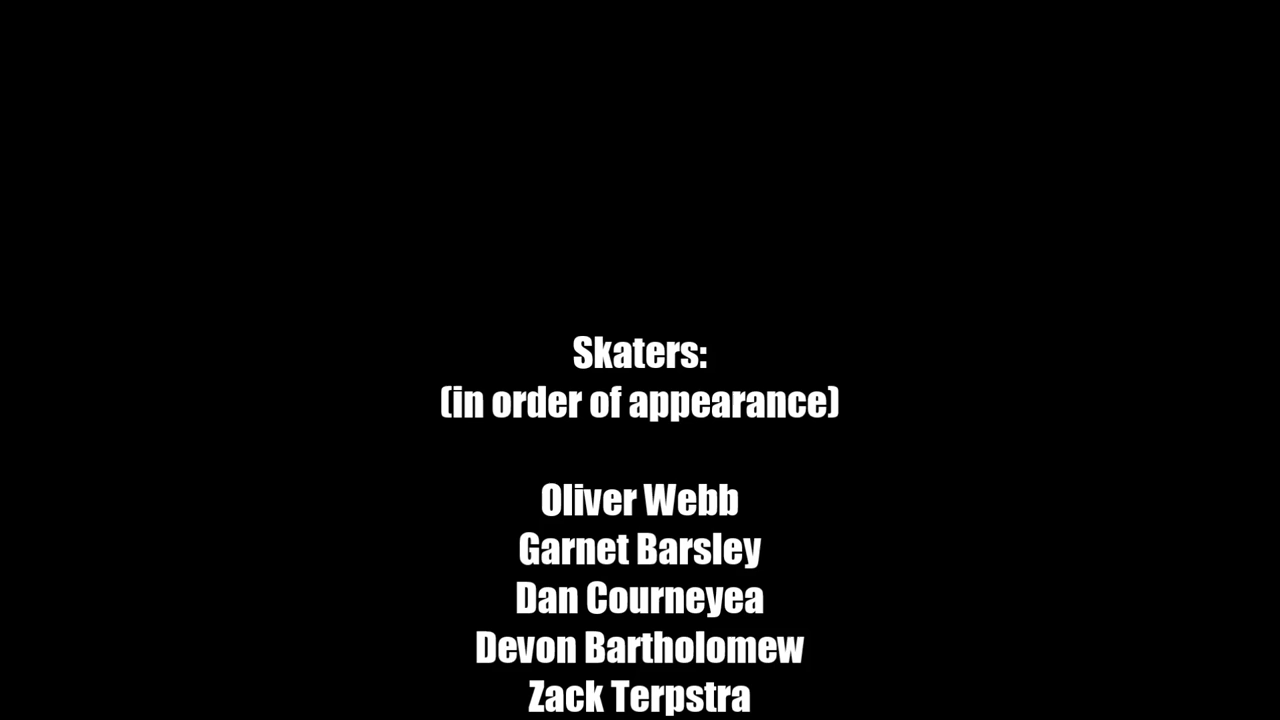 Skaters:
(in order of appearance)
Oliver Webb
Garnet Barsley
Dan Courneyea
Devon Bartholomew
Zack Terpstra